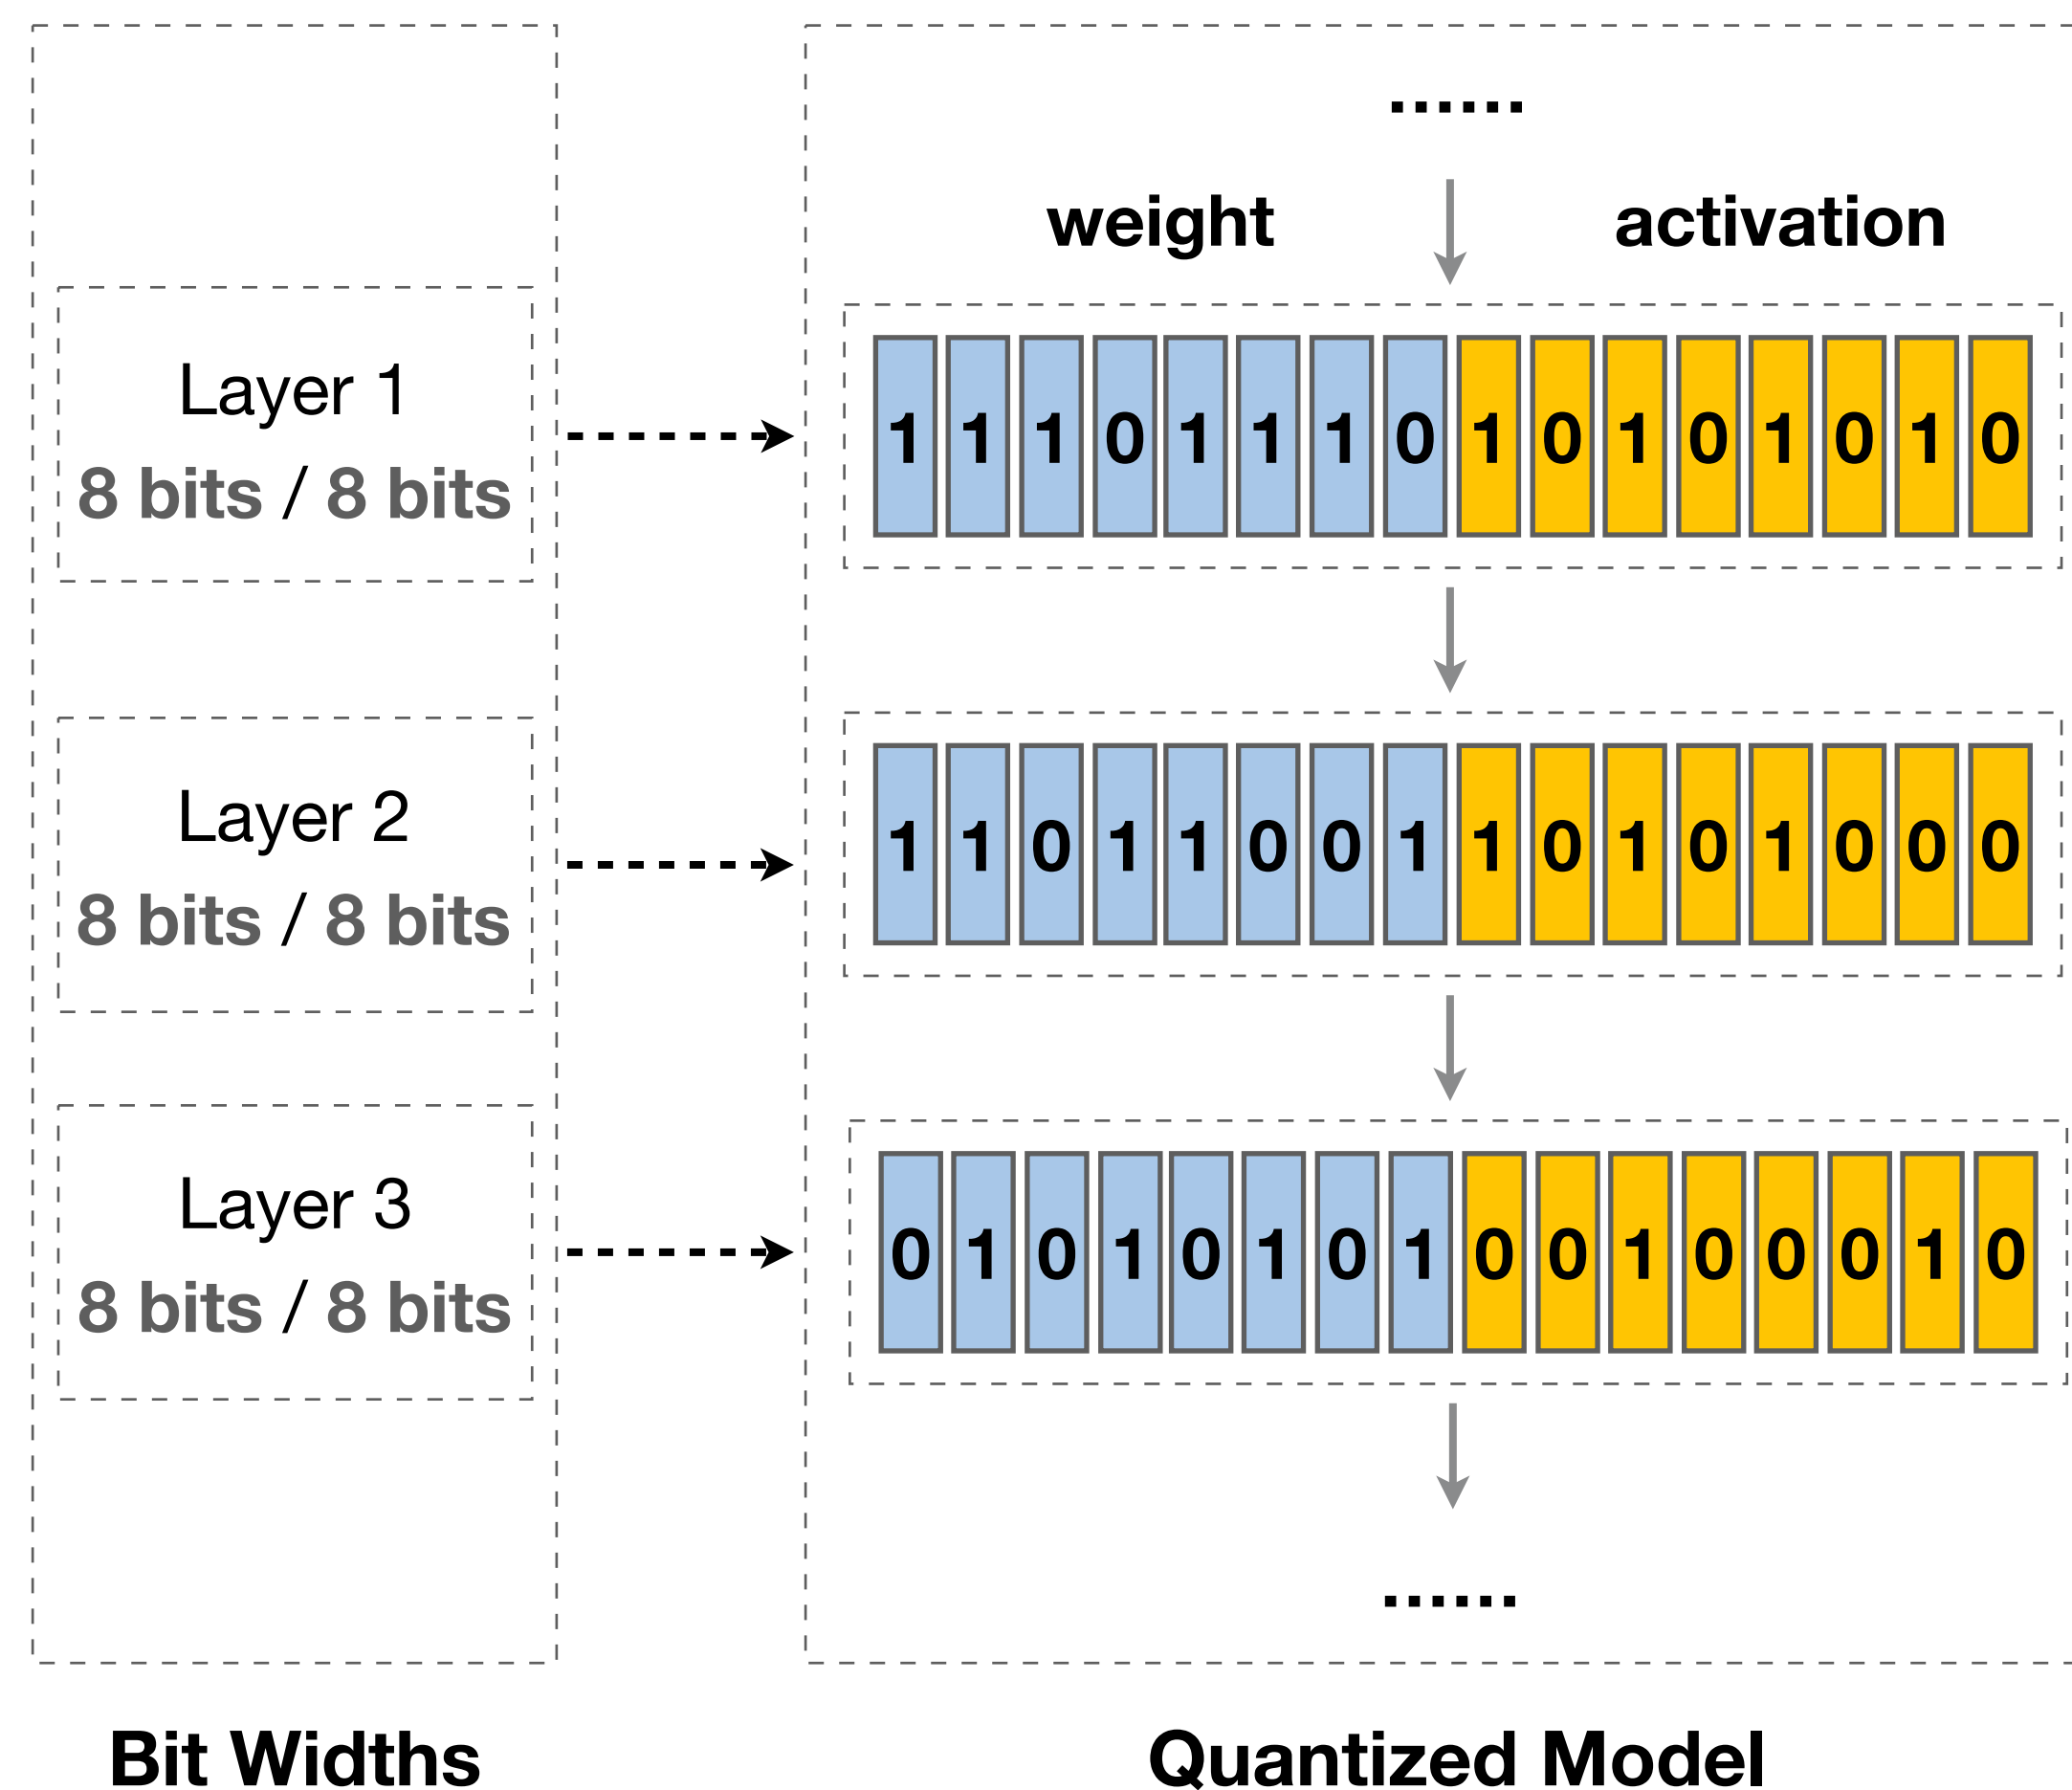 ......
weight activation
Layer 1
8 bits / 8 bits
1 1 1 0 1 1 1 0 1 0 1 0 1 0 1 0
Layer 2
8 bits / 8 bits
1 1 0 1 1 0 0 1 1 0 1 0 1 0 0 0
Layer 3
8 bits / 8 bits
0 1 0 1 0 1 0 1 0 0 1 0 0 0 1 0
......
Bit Widths
Quantized Model